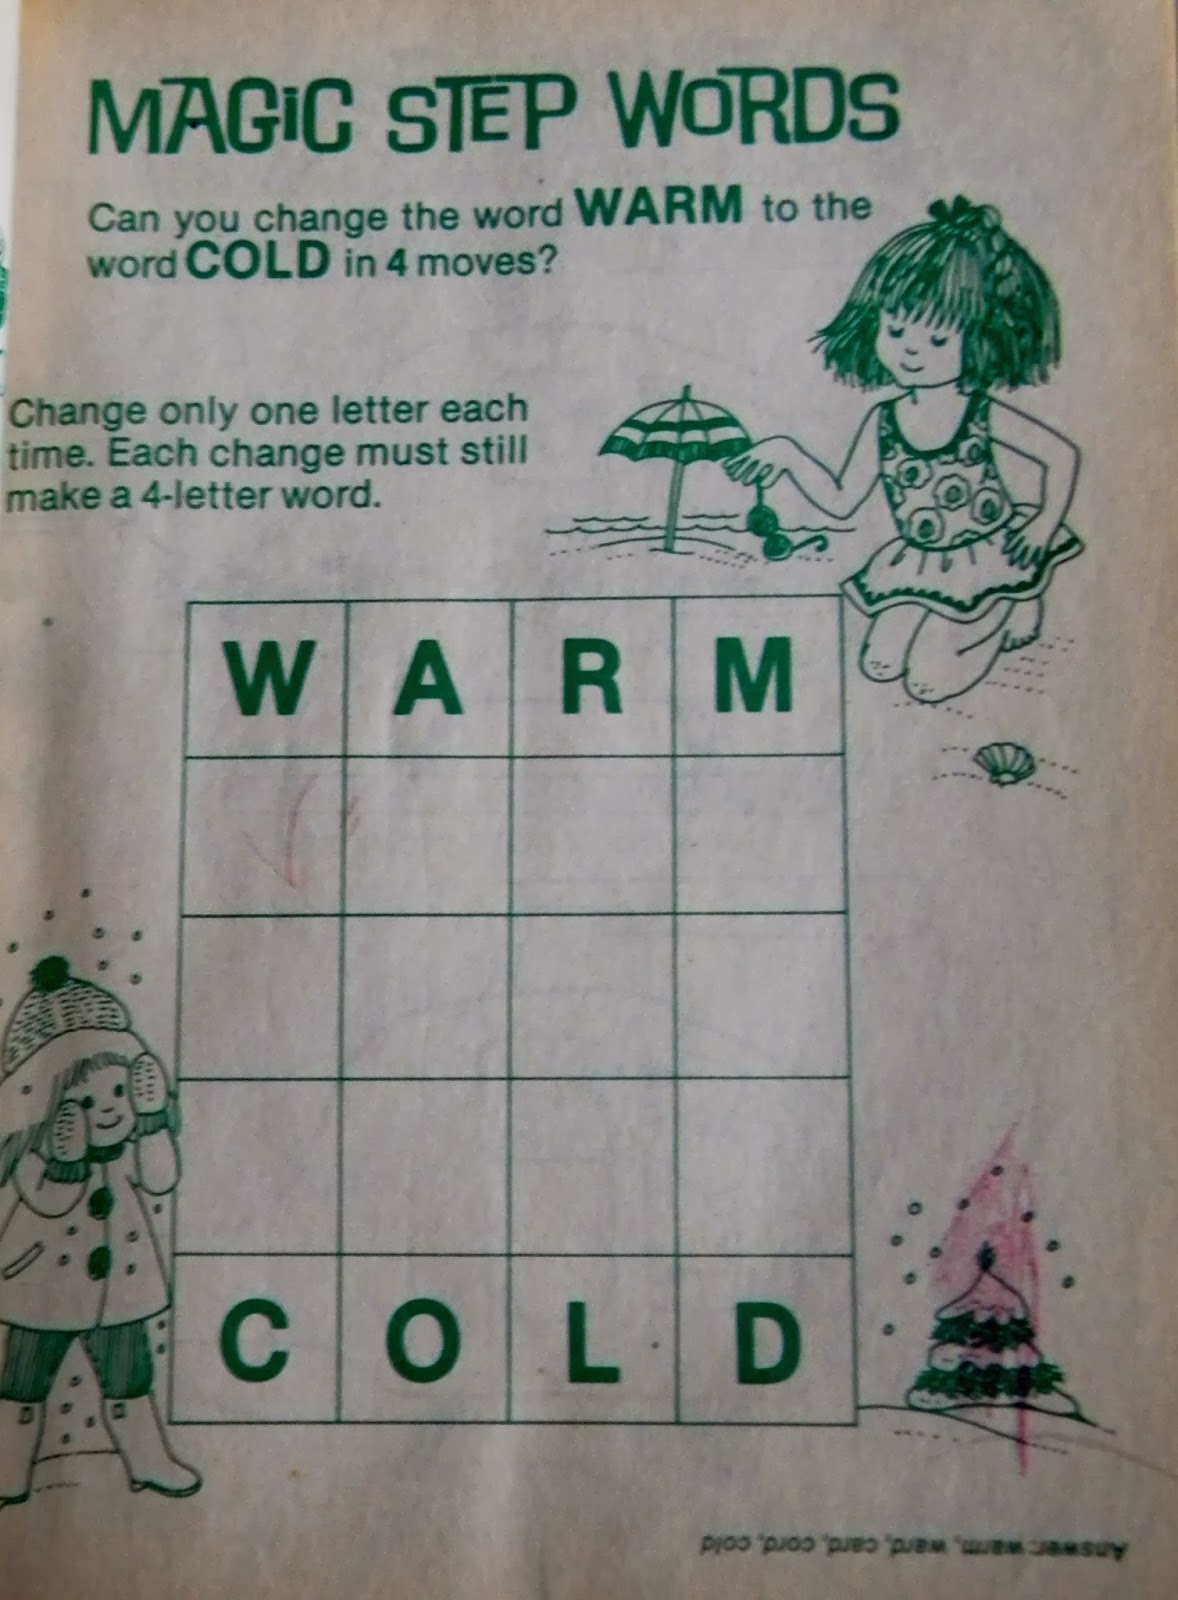 MAGiC STEP WORDS
Can you change the word WARM to the
word COLD in 4 moves?
Change only one letter each
time. Each change must still
make a 4-letter word.
W A R M
C O L D
Answer: warm, ward, card, cord, cold